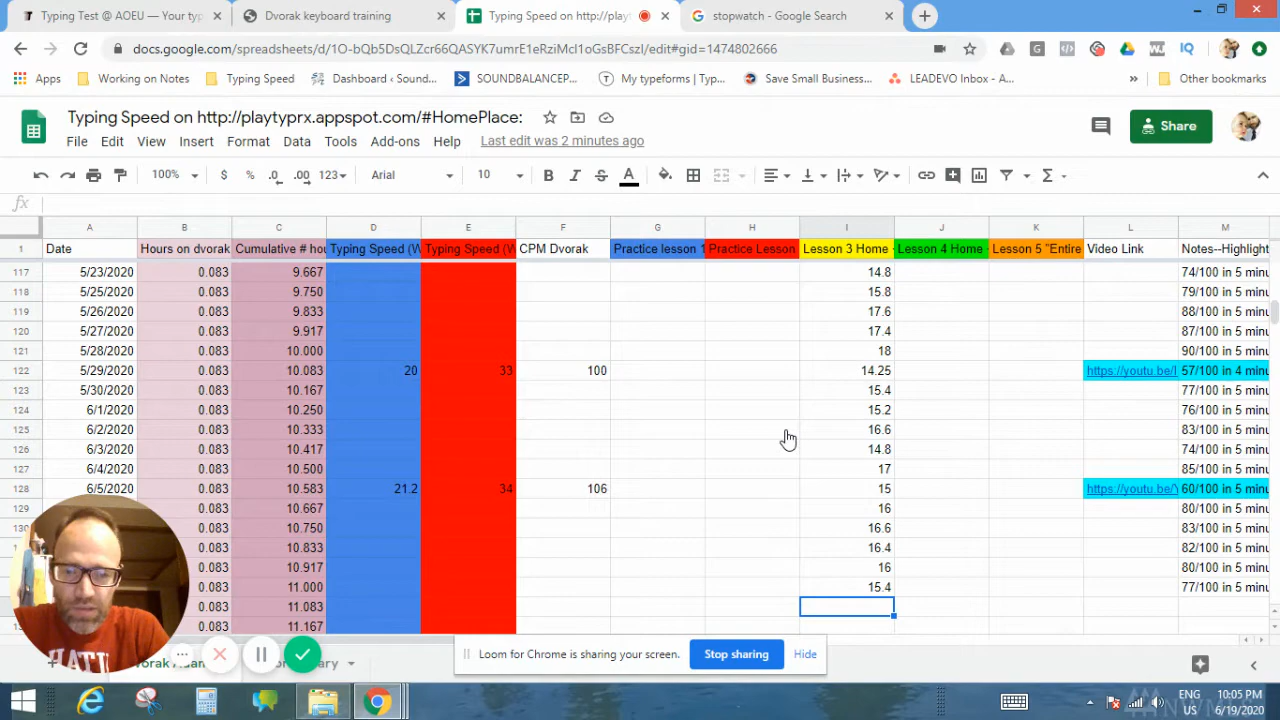 Typing Test @ AOEU — Your typi
Dvorak keyboard training
Typing Speed on http://playt
stopwatch - Google Search
docs.google.com/spreadsheets/d/1O-bQb5DsQLZcr66QASYK7umrE1eRziMcI1oGsBFCszI/edit#gid=1474802666
Apps
Working on Notes
Typing Speed
Dashboard ‹ Soun...
SOUNDBALANCEP...
My typeforms | Typ...
Save Small Business...
LEADEVO Inbox - A...
»
Other bookmarks
Typing Speed on http://playtyprx.appspot.com/#HomePlace:
File Edit View Insert Format Data Tools Add-ons Help Last edit was 2 minutes ago
Share
100% $ % .0 .00 123 Arial 10 B I S A
fx
A B C D E F G H I J K L M
1 Date Hours on dvorak Cumulative # hou Typing Speed (W Typing Speed (W CPM Dvorak Practice lesson 1 Practice Lesson Lesson 3 Home Lesson 4 Home Lesson 5 "Entire Video Link Notes--Highlight
117 5/23/2020 0.083 9.667 14.8 74/100 in 5 minu
118 5/25/2020 0.083 9.750 15.8 79/100 in 5 minu
119 5/26/2020 0.083 9.833 17.6 88/100 in 5 minu
120 5/27/2020 0.083 9.917 17.4 87/100 in 5 minu
121 5/28/2020 0.083 10.000 18 90/100 in 5 minu
122 5/29/2020 0.083 10.083 20 33 100 14.25 https://youtu.be/ 57/100 in 4 minu
123 5/30/2020 0.083 10.167 15.4 77/100 in 5 minu
124 6/1/2020 0.083 10.250 15.2 76/100 in 5 minu
125 6/2/2020 0.083 10.333 16.6 83/100 in 5 minu
126 6/3/2020 0.083 10.417 14.8 74/100 in 5 minu
127 6/4/2020 0.083 10.500 17 85/100 in 5 minu
128 6/5/2020 0.083 10.583 21.2 34 106 15 https://youtu.be/Y 60/100 in 5 minu
129 0.083 10.667 16 80/100 in 5 minu
130 0.083 10.750 16.6 83/100 in 5 minu
0.083 10.833 16.4 82/100 in 5 minu
0.083 10.917 16 80/100 in 5 minu
0.083 11.000 15.4 77/100 in 5 minu
0.083 11.083
0.083 11.167
Loom for Chrome is sharing your screen.
Stop sharing
Hide
ENG
US
10:05 PM
6/19/2020